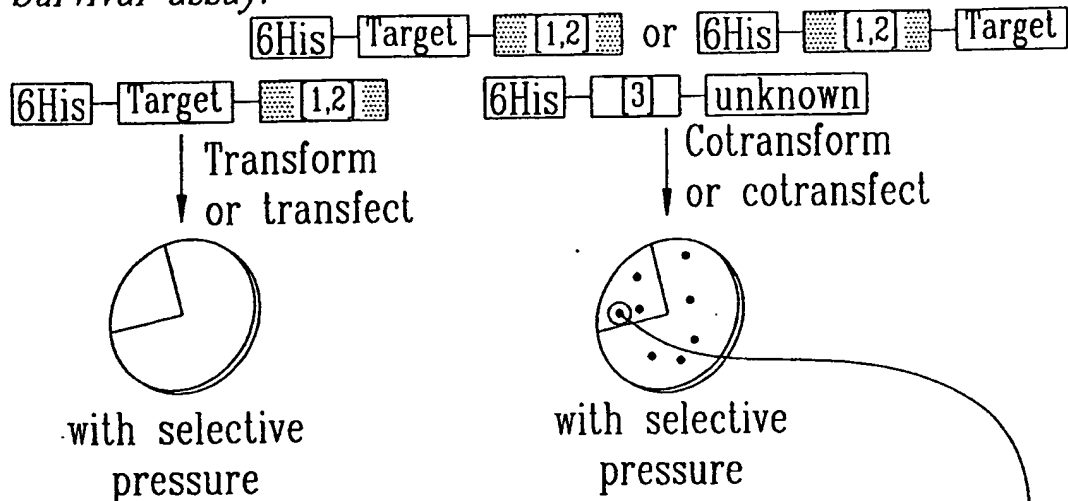 Survival assay:
6His Target [1,2] or 6His [1,2] Target
6His Target [1,2] 6His [3] unknown
Transform
or transfect
Cotransform
or cotransfect
with selective
pressure
with selective
pressure